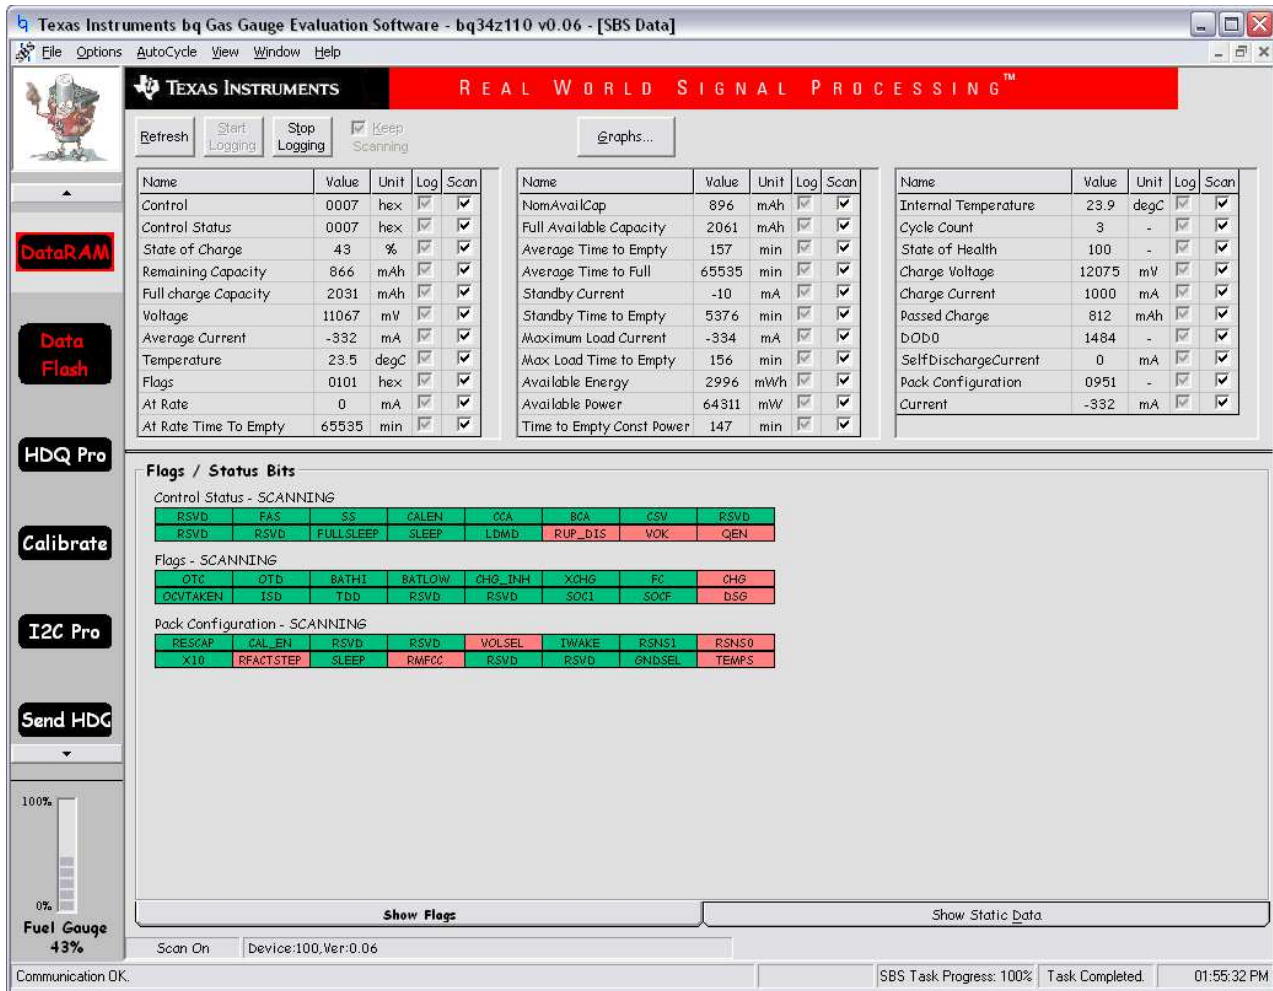 Texas Instruments bq Gas Gauge Evaluation Software - bq34z110 v0.06 - [SBS Data]
File Options AutoCycle View Window Help
TEXAS INSTRUMENTS REAL WORLD SIGNAL PROCESSING™
Refresh Start Logging Stop Logging Keep Scanning Graphs...
Name Value Unit Log Scan
Control 0007 hex
Control Status 0007 hex
State of Charge 43 %
Remaining Capacity 866 mAh
Full charge Capacity 2031 mAh
Voltage 11067 mV
Average Current -332 mA
Temperature 23.5 degC
Flags 0101 hex
At Rate 0 mA
At Rate Time To Empty 65535 min
Name Value Unit Log Scan
NomAvailCap 896 mAh
Full Available Capacity 2061 mAh
Average Time to Empty 157 min
Average Time to Full 65535 min
Standby Current -10 mA
Standby Time to Empty 5376 min
Maximum Load Current -334 mA
Max Load Time to Empty 156 min
Available Energy 2996 mWh
Available Power 64311 mW
Time to Empty Const Power 147 min
Name Value Unit Log Scan
Internal Temperature 23.9 degC
Cycle Count 3 -
State of Health 100 -
Charge Voltage 12075 mV
Charge Current 1000 mA
Passed Charge 812 mAh
DOD0 1484 -
SelfDischargeCurrent 0 mA
Pack Configuration 0951 -
Current -332 mA
DataRAM
Data
Flash
HDQ Pro
Calibrate
I2C Pro
Send HDQ
100%
0%
Fuel Gauge
43%
Flags / Status Bits
Control Status - SCANNING
RSVD FAS SS CALEN CCA BCA CSV RSVD
RSVD RSVD FULLSLEEP SLEEP LDMD RUP_DIS VOK QEN
Flags - SCANNING
OTC OTD BATHI BATLOW CHG_INH XCHG FC CHG
OCVTAKEN ISD TDD RSVD RSVD SOC1 SOCF DSG
Pack Configuration - SCANNING
RESCAP CAL_EN RSVD RSVD VOLSEL IWAKE RSNS1 RSNS0
X10 RFACTSTEP SLEEP RMFCC RSVD RSVD GNDSEL TEMPS
Show Flags Show Static Data
Scan On Device:100,Ver:0.06
Communication OK. SBS Task Progress: 100% Task Completed. 01:55:32 PM